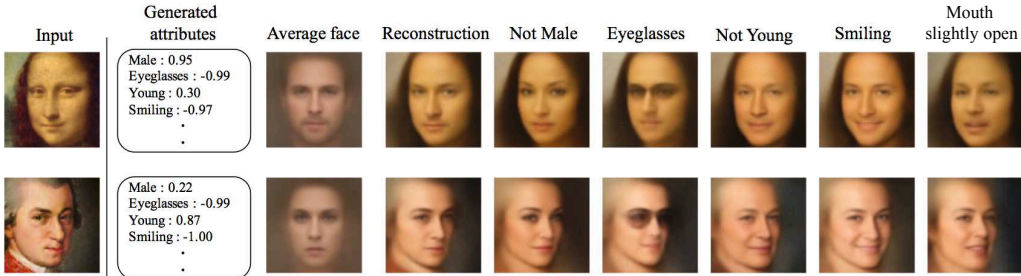 Input
Generated
attributes
Average face
Reconstruction
Not Male
Eyeglasses
Not Young
Smiling
Mouth
slightly open
Male : 0.95
Eyeglasses : -0.99
Young : 0.30
Smiling : -0.97
.
.
Male : 0.22
Eyeglasses : -0.99
Young : 0.87
Smiling : -1.00
.
.